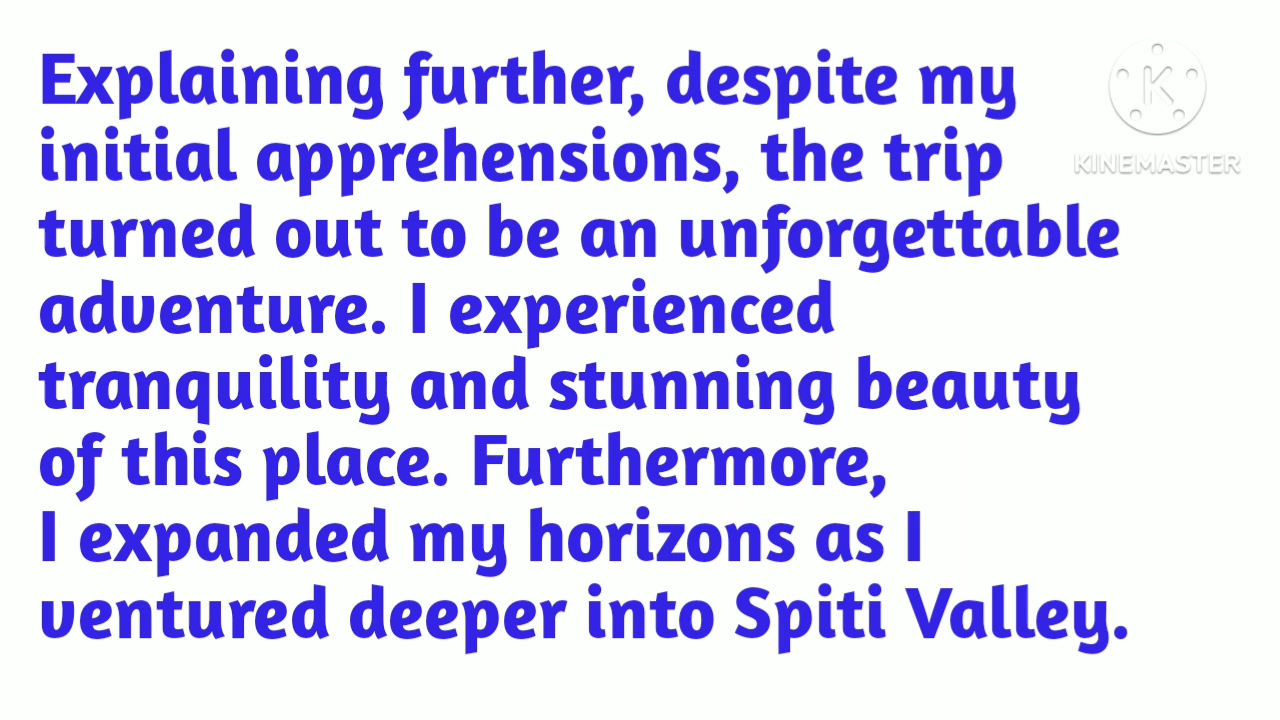 Explaining further, despite my
initial apprehensions, the trip
turned out to be an unforgettable
adventure. I experienced
tranquility and stunning beauty
of this place. Furthermore,
I expanded my horizons as I
ventured deeper into Spiti Valley.
K
KINEMASTER